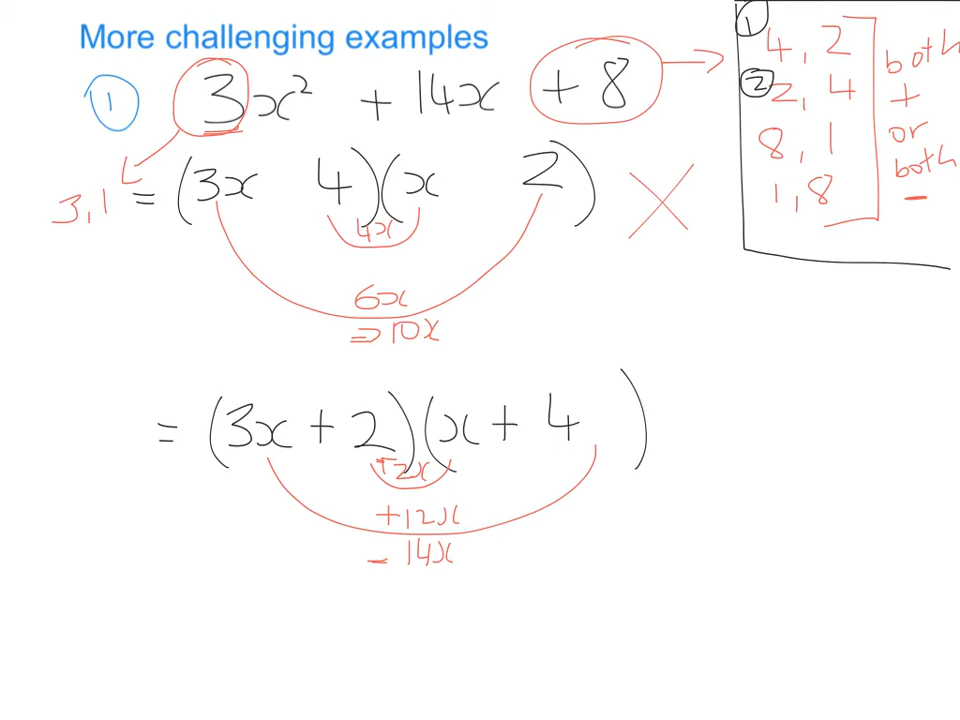 More challenging examples
① 3x² + 14x + 8
3,1 = (3x 4)(x 2)
4x
6x
⇒ 10x
= (3x + 2)(x + 4 )
+2x
+12x
= 14x
① 4, 2
② 2, 4
8, 1
1, 8
both
+
or
both
−